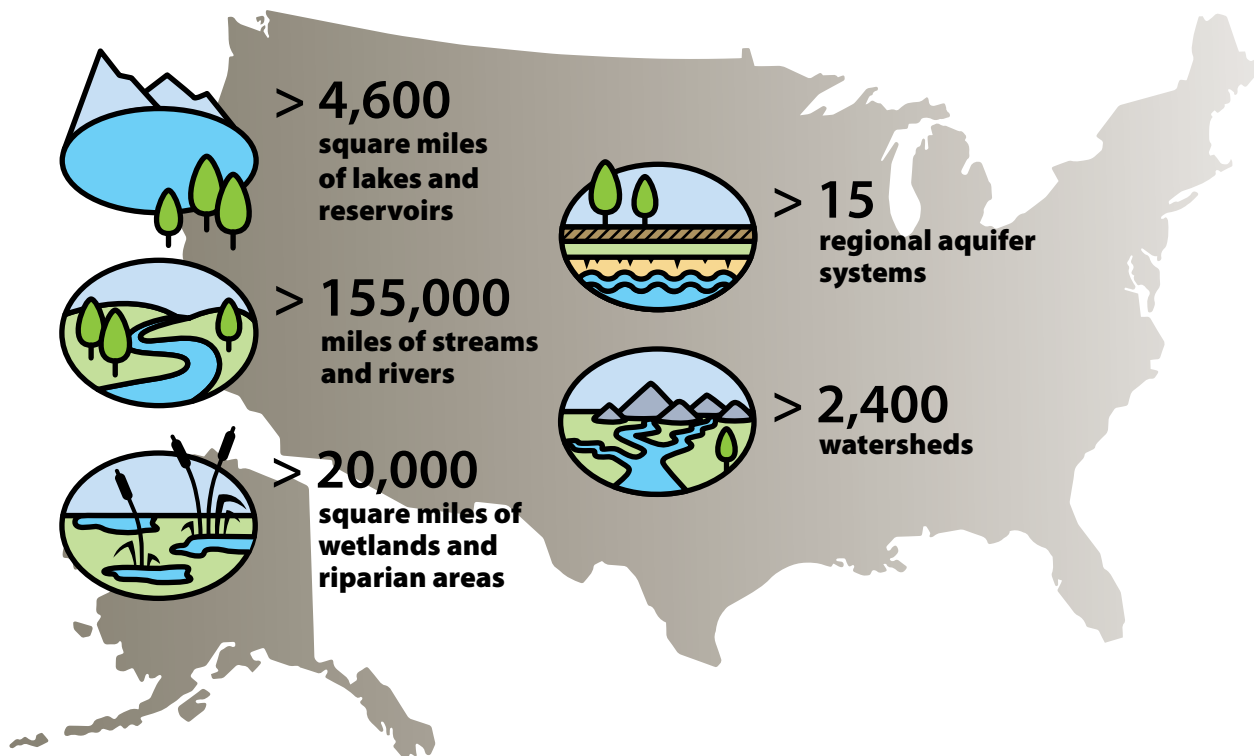 > 4,600
square miles
of lakes and
reservoirs
> 155,000
miles of streams
and rivers
> 20,000
square miles of
wetlands and
riparian areas
> 15
regional aquifer
systems
> 2,400
watersheds